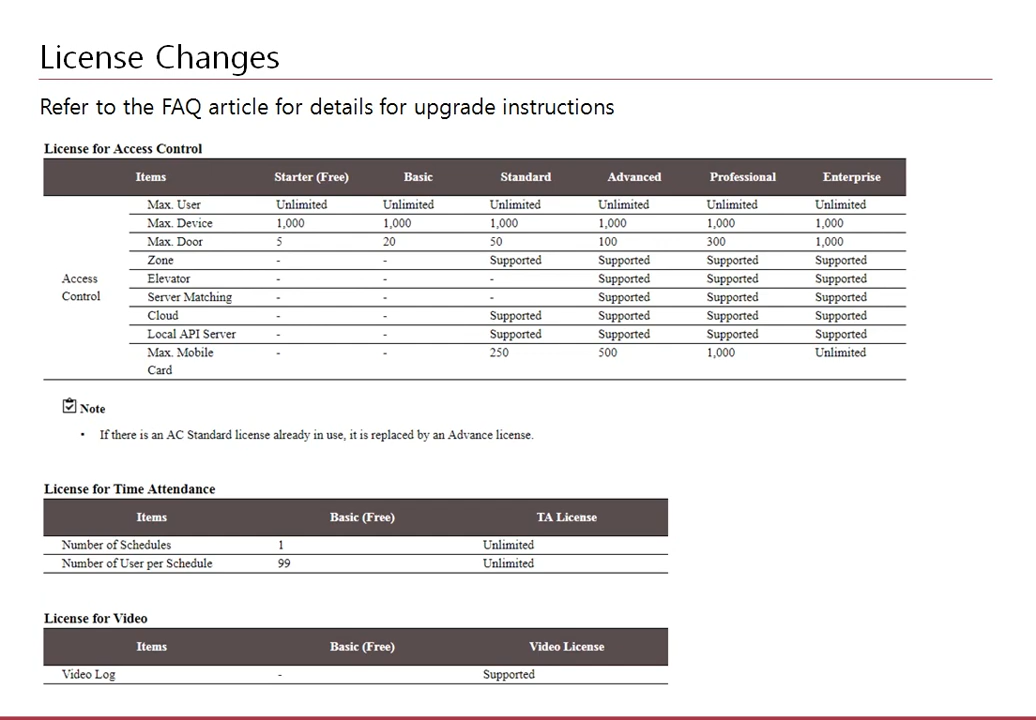 License Changes
Refer to the FAQ article for details for upgrade instructions
License for Access Control
Items Starter (Free) Basic Standard Advanced Professional Enterprise
Max. User Unlimited Unlimited Unlimited Unlimited Unlimited Unlimited
Max. Device 1,000 1,000 1,000 1,000 1,000 1,000
Max. Door 5 20 50 100 300 1,000
Zone - - Supported Supported Supported Supported
Access Elevator - - - Supported Supported Supported
Control Server Matching - - - Supported Supported Supported
Cloud - - Supported Supported Supported Supported
Local API Server - - Supported Supported Supported Supported
Max. Mobile - - 250 500 1,000 Unlimited
Card
Note
• If there is an AC Standard license already in use, it is replaced by an Advance license.
License for Time Attendance
Items Basic (Free) TA License
Number of Schedules 1 Unlimited
Number of User per Schedule 99 Unlimited
License for Video
Items Basic (Free) Video License
Video Log - Supported